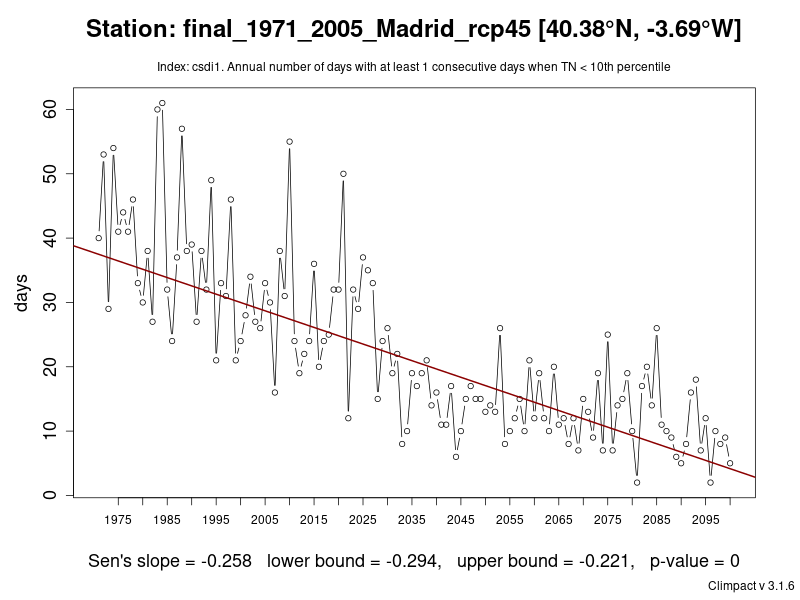 Station: final_1971_2005_Madrid_rcp45 [40.38°N, -3.69°W]
Index: csdi1. Annual number of days with at least 1 consecutive days when TN < 10th percentile
60
50
40
30
20
10
0
days
1975 1985 1995 2005 2015 2025 2035 2045 2055 2065 2075 2085 2095
Sen's slope = -0.258 lower bound = -0.294, upper bound = -0.221, p-value = 0
Climpact v 3.1.6